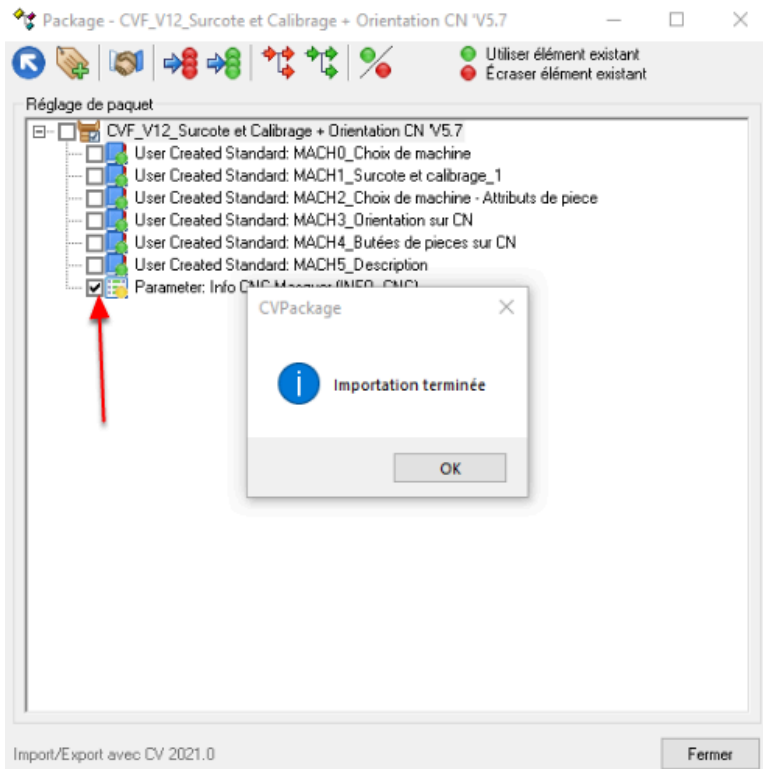 Package - CVF_V12_Surcote et Calibrage + Orientation CN 'V5.7
Utiliser élément existant
Écraser élément existant
Réglage de paquet
CVF_V12_Surcote et Calibrage + Orientation CN 'V5.7
User Created Standard: MACH0_Choix de machine
User Created Standard: MACH1_Surcote et calibrage_1
User Created Standard: MACH2_Choix de machine - Attributs de piece
User Created Standard: MACH3_Orientation sur CN
User Created Standard: MACH4_Butées de pieces sur CN
User Created Standard: MACH5_Description
Parameter: Info CNC Masquer (INFO_CNC)
CVPackage
Importation terminée
OK
Import/Export avec CV 2021.0
Fermer